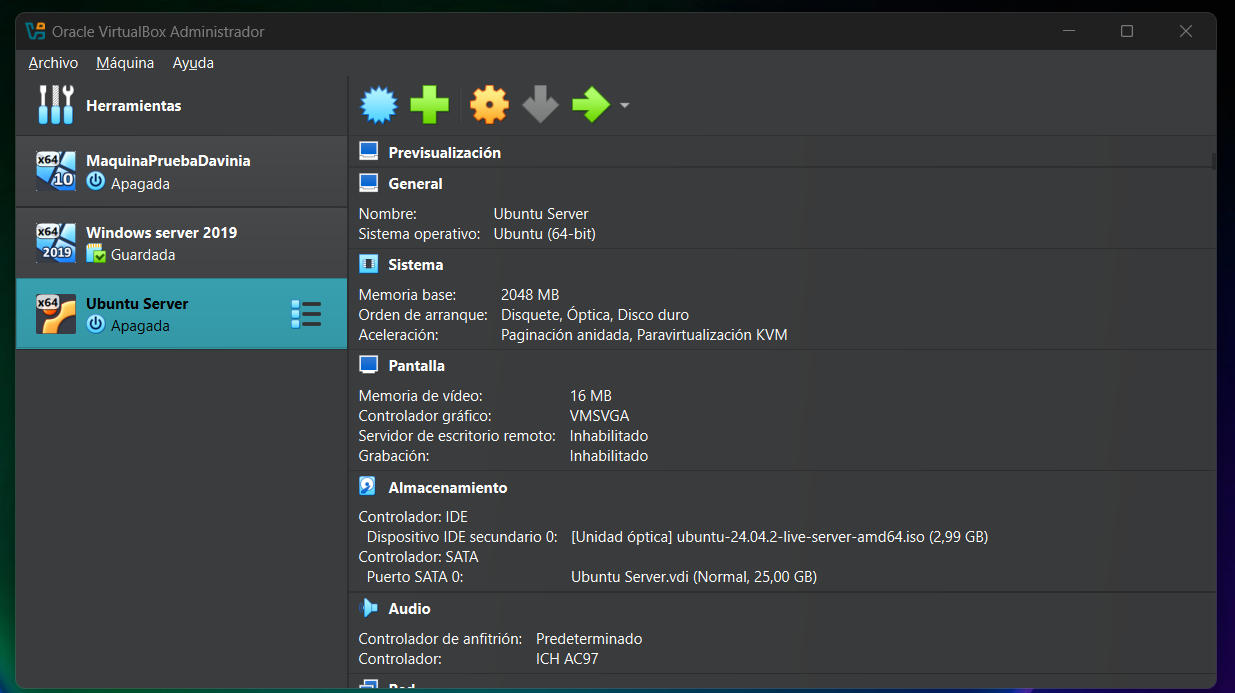 Oracle VirtualBox Administrador
Archivo Máquina Ayuda
Herramientas
x64 10 MaquinaPruebaDavinia
Apagada
x64 2019 Windows server 2019
Guardada
x64 Ubuntu Server
Apagada
Previsualización
General
Nombre: Ubuntu Server
Sistema operativo: Ubuntu (64-bit)
Sistema
Memoria base: 2048 MB
Orden de arranque: Disquete, Óptica, Disco duro
Aceleración: Paginación anidada, Paravirtualización KVM
Pantalla
Memoria de vídeo: 16 MB
Controlador gráfico: VMSVGA
Servidor de escritorio remoto: Inhabilitado
Grabación: Inhabilitado
Almacenamiento
Controlador: IDE
Dispositivo IDE secundario 0: [Unidad óptica] ubuntu-24.04.2-live-server-amd64.iso (2,99 GB)
Controlador: SATA
Puerto SATA 0: Ubuntu Server.vdi (Normal, 25,00 GB)
Audio
Controlador de anfitrión: Predeterminado
Controlador: ICH AC97
Red